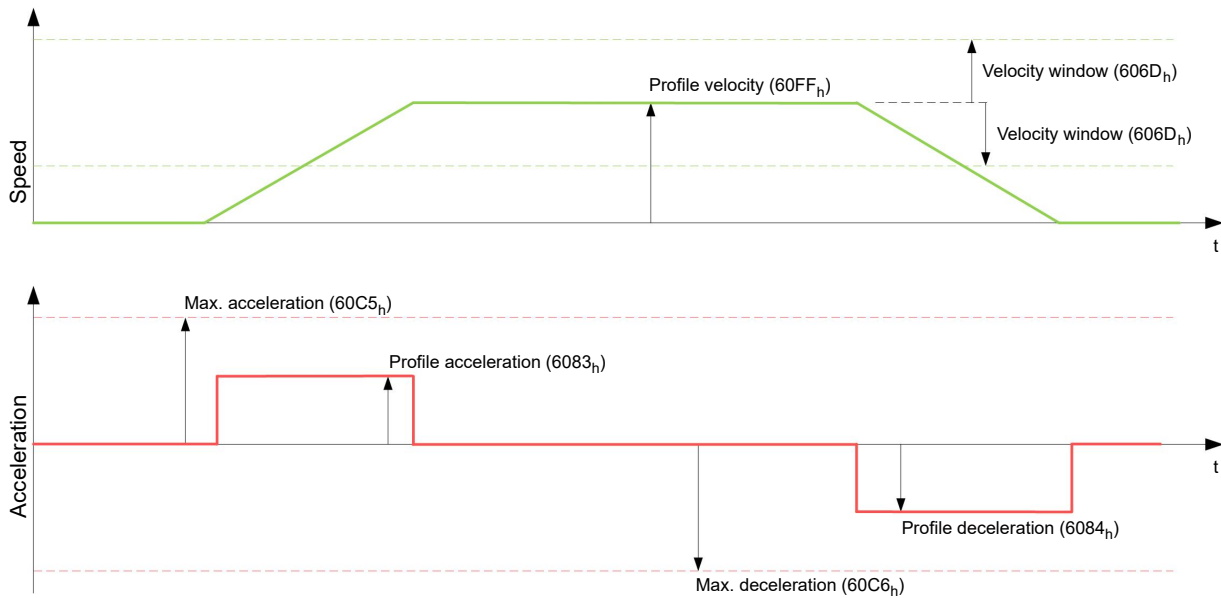 Velocity window (606Dh)
Profile velocity (60FFh)
Velocity window (606Dh)
Speed
t
Max. acceleration (60C5h)
Profile acceleration (6083h)
Acceleration
t
Profile deceleration (6084h)
Max. deceleration (60C6h)